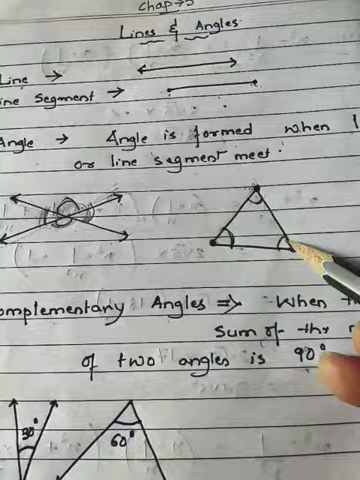 Chap → 5
Lines & Angles
Line →
ine Segment →
Angle → Angle is formed when
or line segment meet.
omplementary Angles ⇒ When
Sum of the
of two angles is 90°
30°
60°